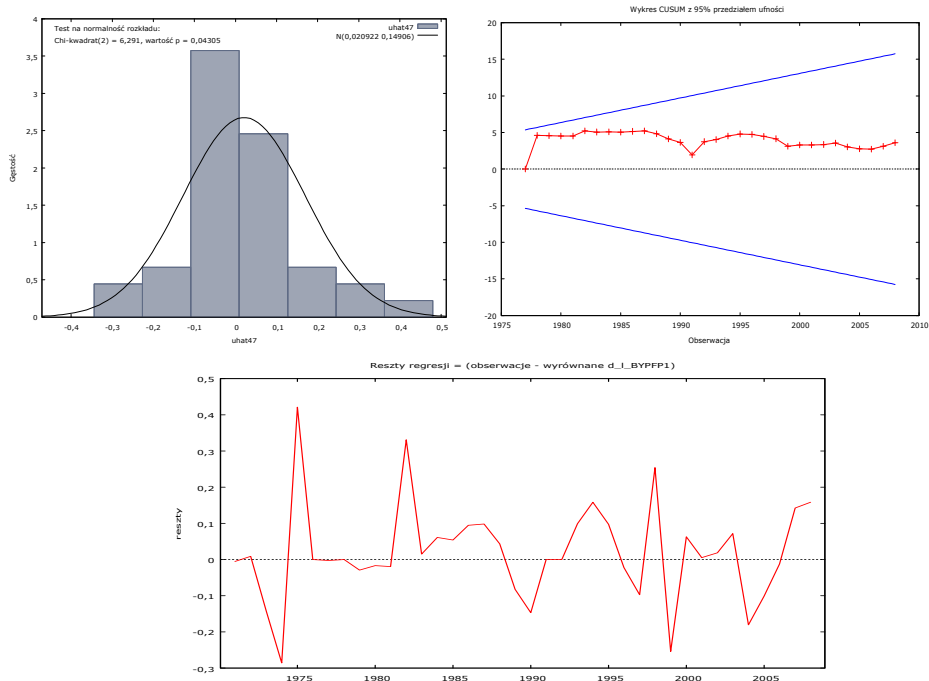 Test na normalność rozkładu:
Chi-kwadrat(2) = 6,291, wartość p = 0,04305
uhat47
N(0,020922 0,14906)
4
3,5
3
2,5
2
1,5
1
0,5
0
Gęstość
-0,4 -0,3 -0,2 -0,1 0 0,1 0,2 0,3 0,4 0,5
uhat47
Wykres CUSUM z 95% przedziałem ufności
20
15
10
5
0
-5
-10
-15
-20
1975 1980 1985 1990 1995 2000 2005 2010
Obserwacja
Reszty regresji = (obserwacje - wyrównane d_l_BYPFP1)
0,5
0,4
0,3
0,2
0,1
0
-0,1
-0,2
-0,3
reszty
1975 1980 1985 1990 1995 2000 2005